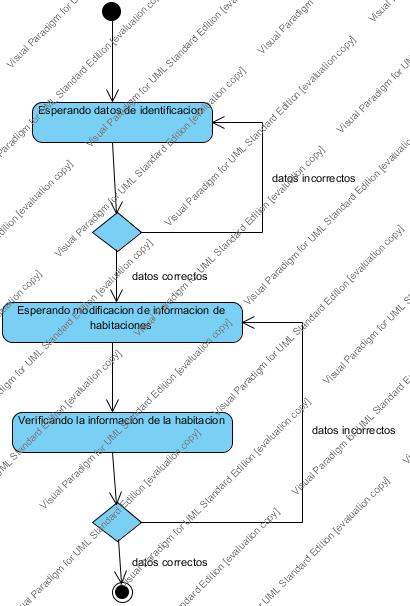 Esperando datos de identificacion
datos incorrectos
datos correctos
Esperando modificacion de informacion de
habitaciones
Verificando la informacion de la habitacion
datos incorrectos
datos correctos
Visual Paradigm for UML Standard Edition [evaluation copy]